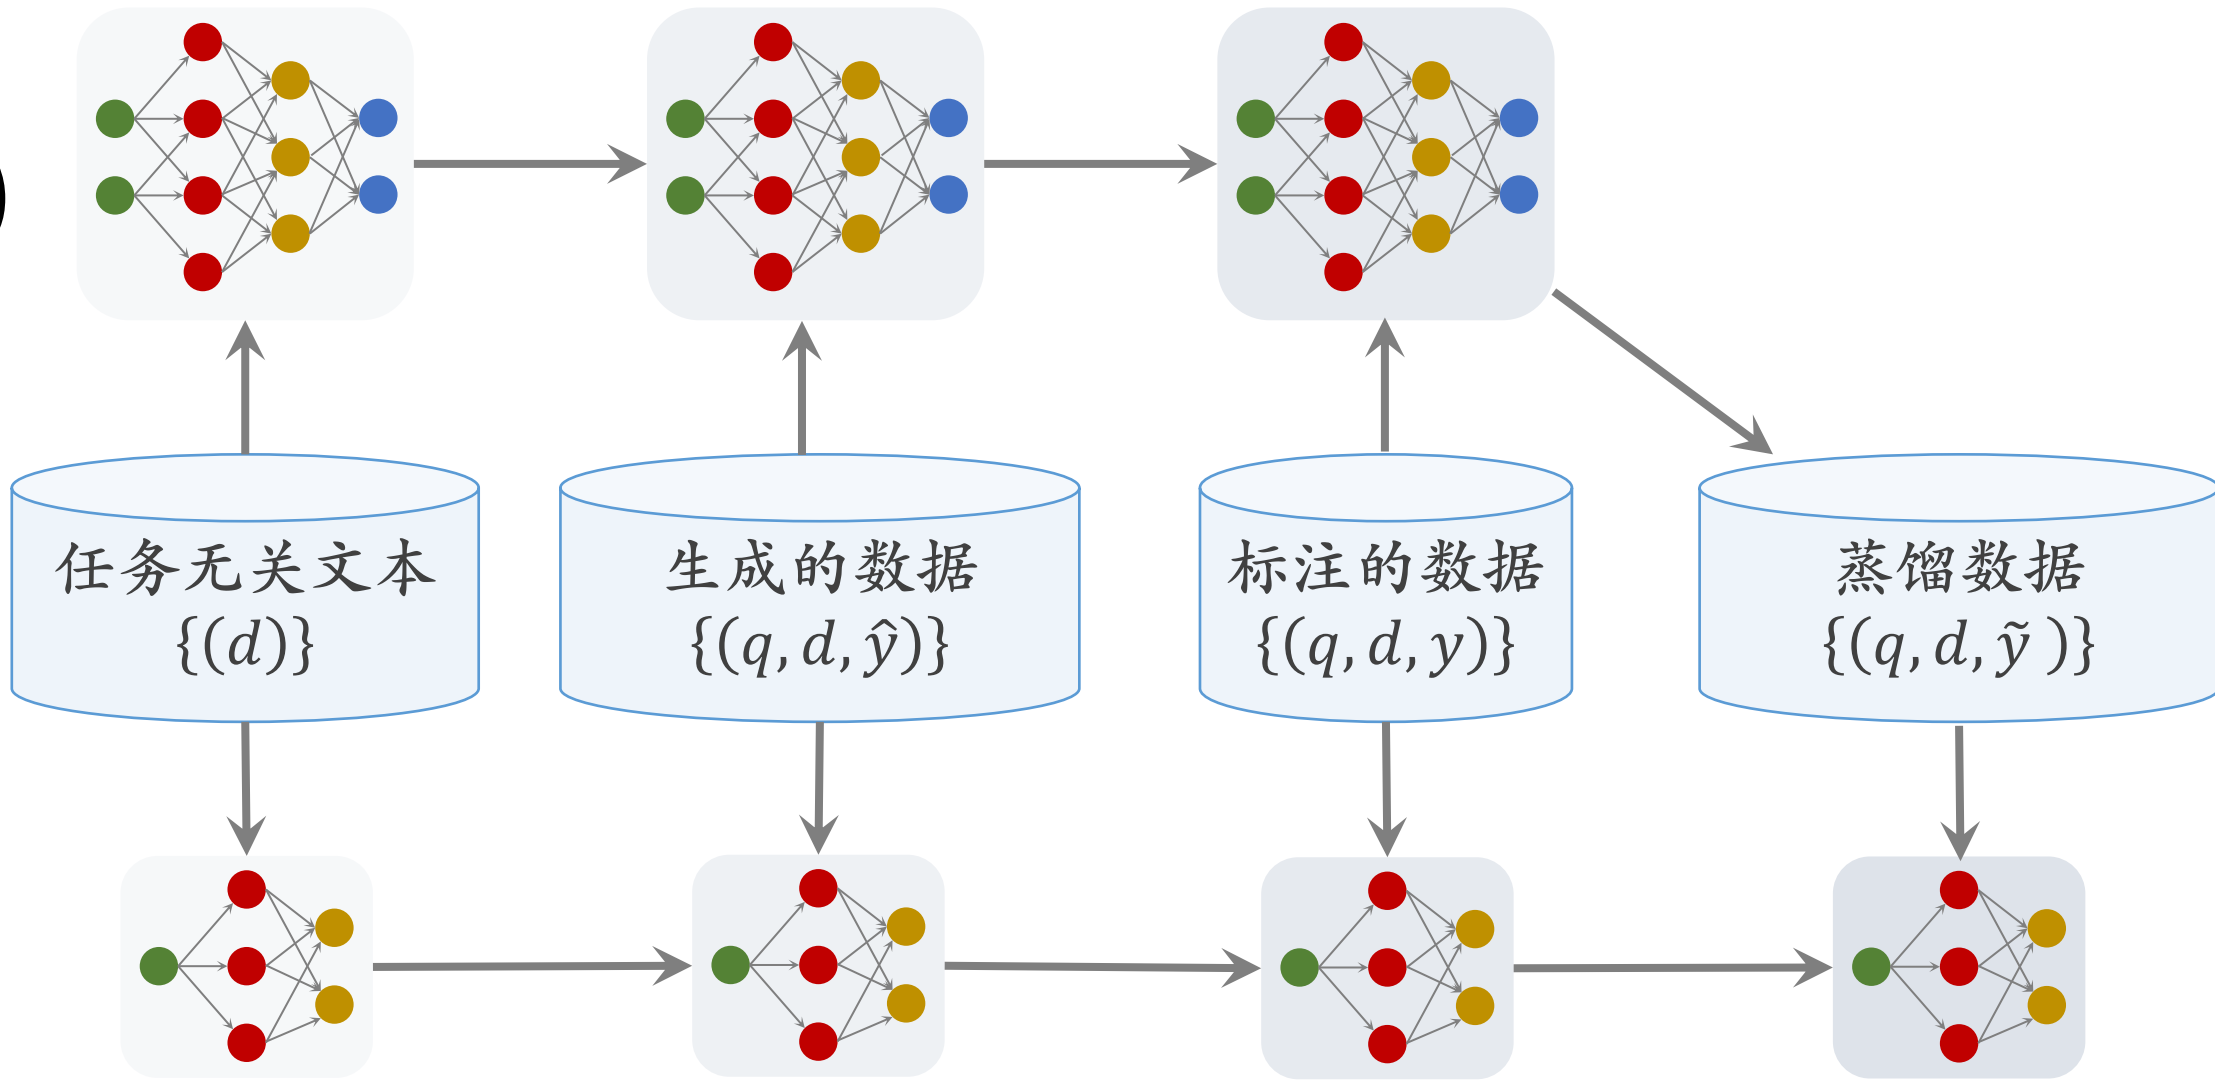 任务无关文本
{(d)}
生成的数据
{(q, d, ŷ)}
标注的数据
{(q, d, y)}
蒸馏数据
{(q, d, ỹ )}